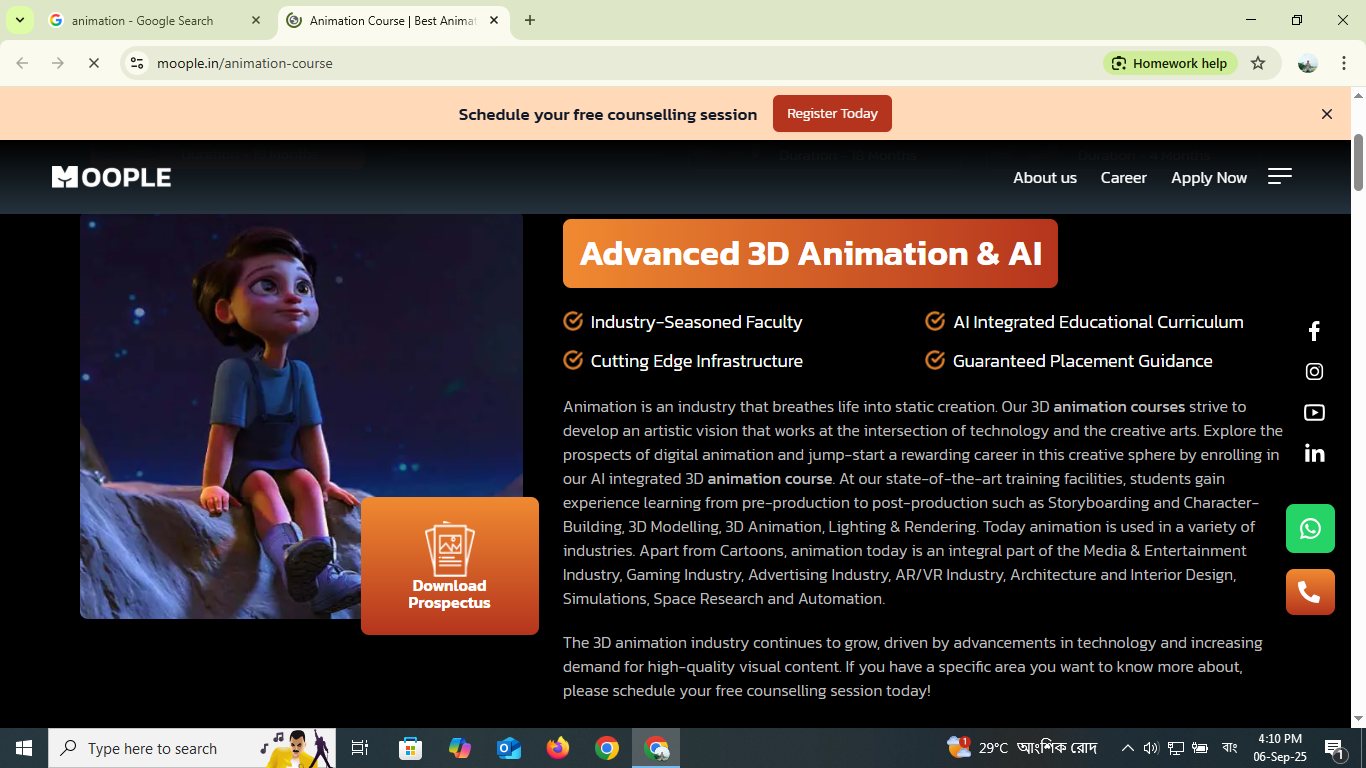 animation - Google Search
Animation Course | Best Animat
moople.in/animation-course
Homework help
Schedule your free counselling session
Register Today
MOOPLE
About us
Career
Apply Now
Duration - 18 Months
Duration - 4 Months
Advanced 3D Animation & AI
Industry-Seasoned Faculty
AI Integrated Educational Curriculum
Cutting Edge Infrastructure
Guaranteed Placement Guidance
Animation is an industry that breathes life into static creation. Our 3D animation courses strive to
develop an artistic vision that works at the intersection of technology and the creative arts. Explore the
prospects of digital animation and jump-start a rewarding career in this creative sphere by enrolling in
our AI integrated 3D animation course. At our state-of-the-art training facilities, students gain
experience learning from pre-production to post-production such as Storyboarding and Character-
Building, 3D Modelling, 3D Animation, Lighting & Rendering. Today animation is used in a variety of
industries. Apart from Cartoons, animation today is an integral part of the Media & Entertainment
Industry, Gaming Industry, Advertising Industry, AR/VR Industry, Architecture and Interior Design,
Simulations, Space Research and Automation.
The 3D animation industry continues to grow, driven by advancements in technology and increasing
demand for high-quality visual content. If you have a specific area you want to know more about,
please schedule your free counselling session today!
Download
Prospectus
Type here to search
1
29°C আংশিক রোদ
বাং
4:10 PM
06-Sep-25
1